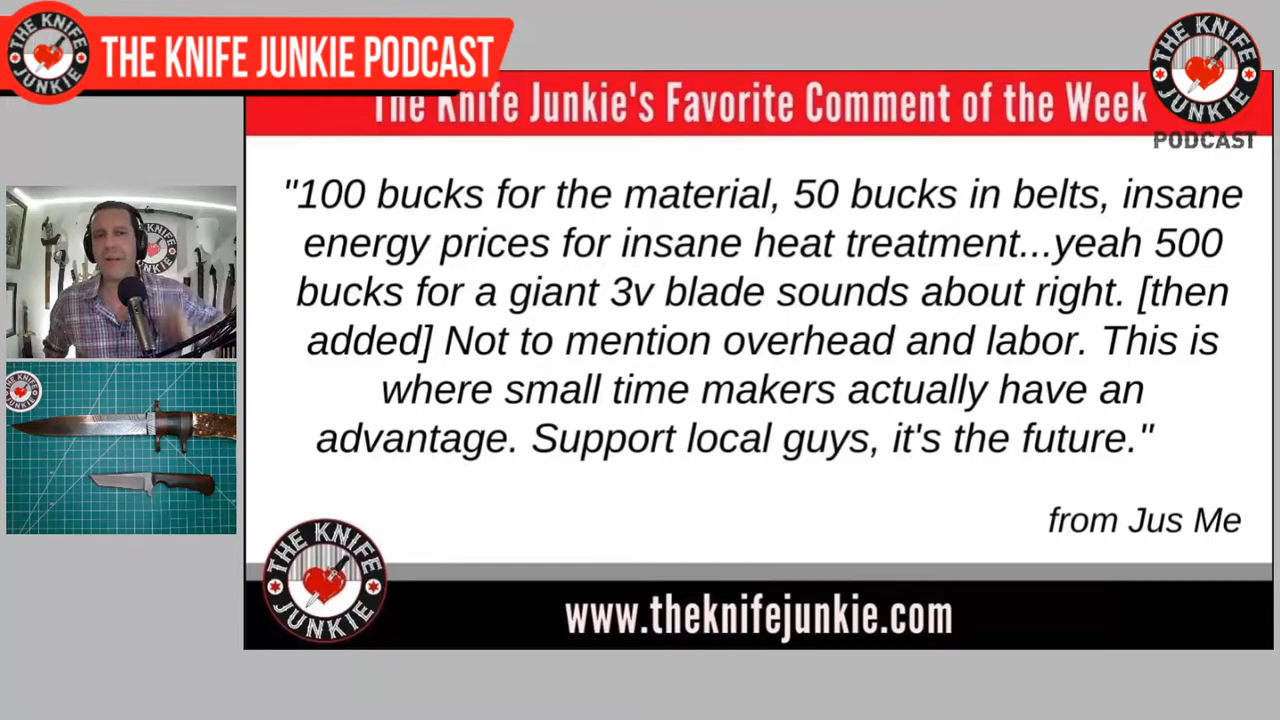 THE KNIFE JUNKIE
THE KNIFE JUNKIE PODCAST
THE KNIFE JUNKIE
PODCAST
The Knife Junkie's Favorite Comment of the Week
"100 bucks for the material, 50 bucks in belts, insane
energy prices for insane heat treatment...yeah 500
bucks for a giant 3v blade sounds about right. [then
added] Not to mention overhead and labor. This is
where small time makers actually have an
advantage. Support local guys, it's the future."
from Jus Me
THE KNIFE JUNKIE
www.theknifejunkie.com